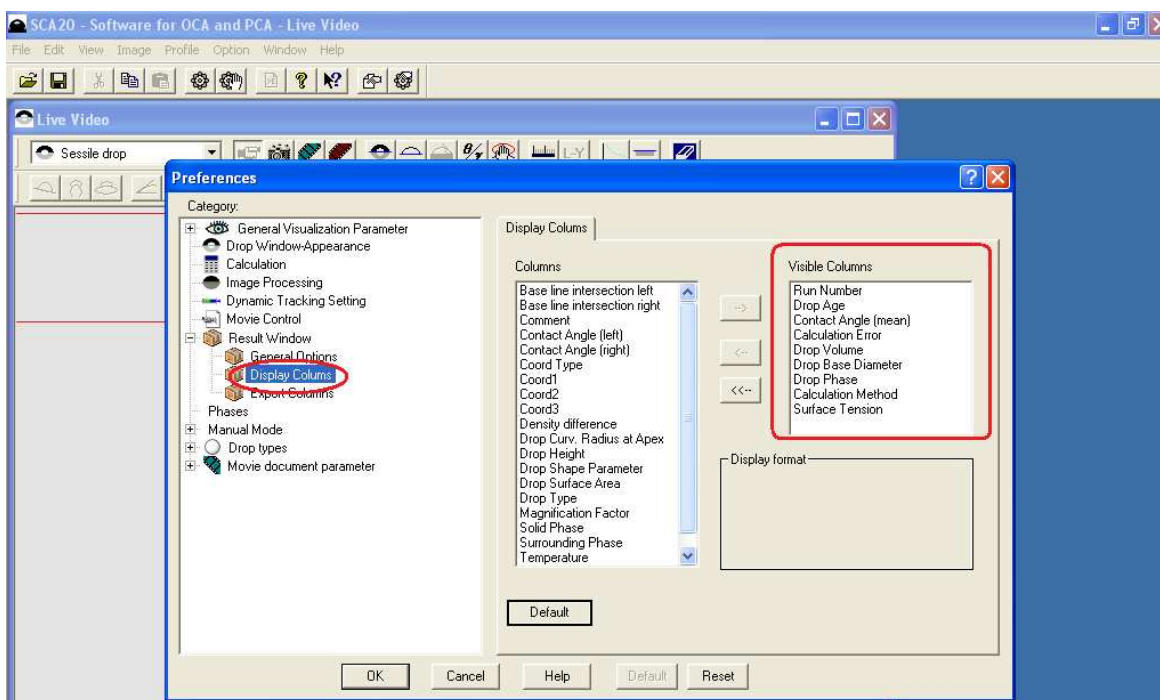 SCA20 - Software for OCA and PCA - Live Video
File Edit View Image Profile Option Window Help
Live Video
Sessile drop
L-Y
Preferences
Category:
General Visualization Parameter
Drop Window-Appearance
Calculation
Image Processing
Dynamic Tracking Setting
Movie Control
Result Window
General Options
Display Colums
Export Columns
Phases
Manual Mode
Drop types
Movie document parameter
Display Colums
Columns
Base line intersection left
Base line intersection right
Comment
Contact Angle (left)
Contact Angle (right)
Coord Type
Coord1
Coord2
Coord3
Density difference
Drop Curv. Radius at Apex
Drop Height
Drop Shape Parameter
Drop Surface Area
Drop Type
Magnification Factor
Solid Phase
Surrounding Phase
Temperature
-->
<--
<<--
Visible Columns
Run Number
Drop Age
Contact Angle (mean)
Calculation Error
Drop Volume
Drop Base Diameter
Drop Phase
Calculation Method
Surface Tension
Display format
Default
OK Cancel Help Default Reset